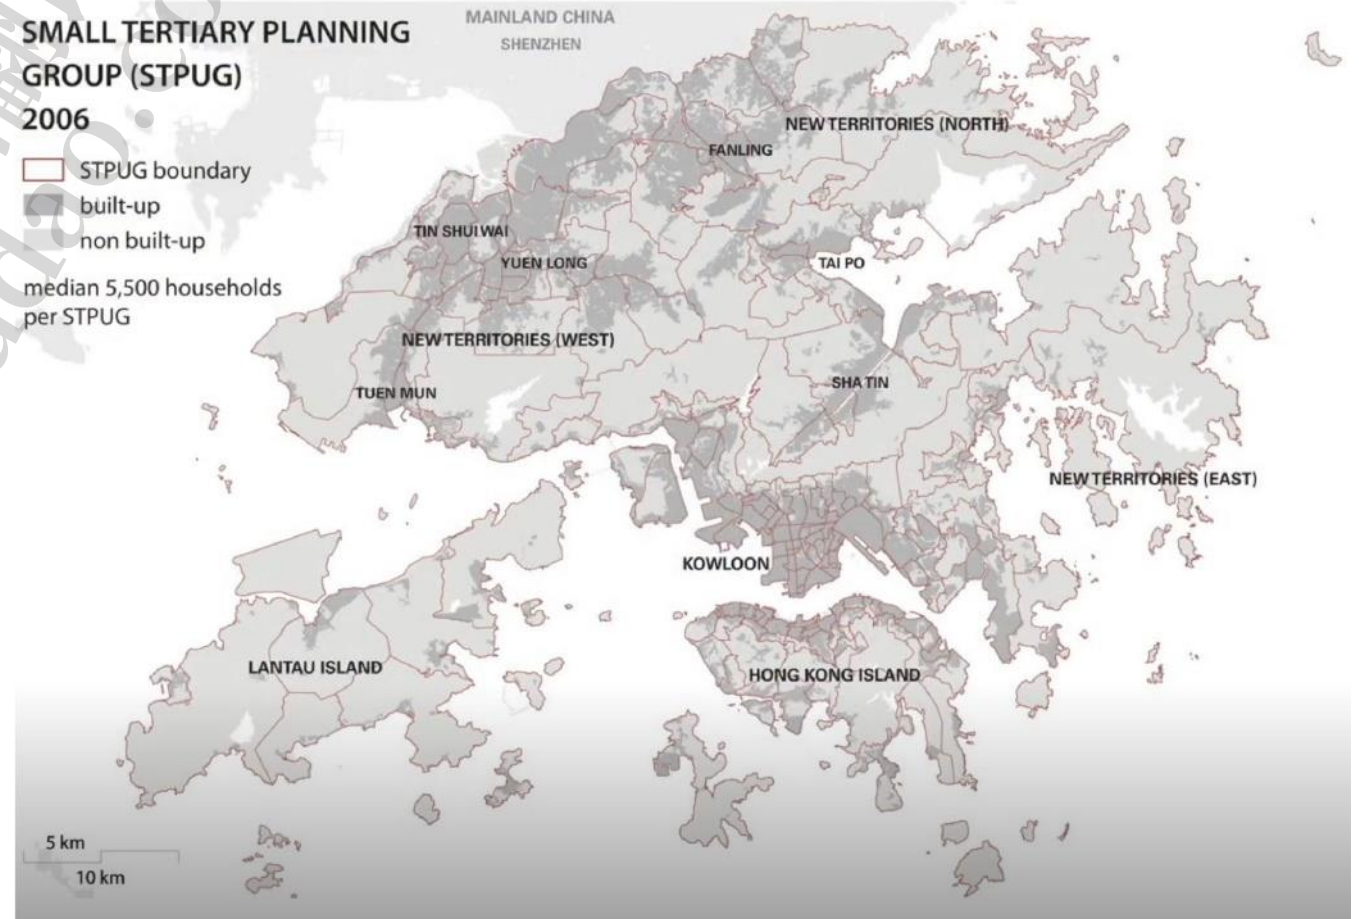 SMALL TERTIARY PLANNING
GROUP (STPUG)
2006
STPUG boundary
built-up
non built-up
median 5,500 households
per STPUG
MAINLAND CHINA
SHENZHEN
NEW TERRITORIES (NORTH)
FANLING
TIN SHUI WAI
YUEN LONG
TAI PO
NEW TERRITORIES (WEST)
SHA TIN
TUEN MUN
NEW TERRITORIES (EAST)
KOWLOON
LANTAU ISLAND
HONG KONG ISLAND
5 km
10 km